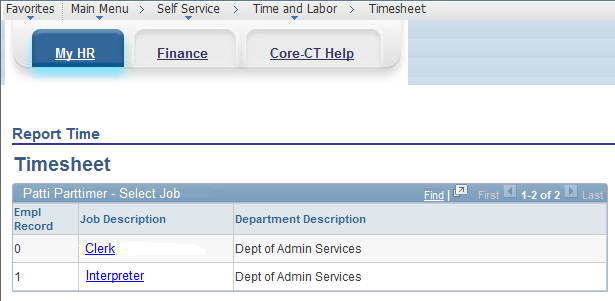 Favorites Main Menu > Self Service > Time and Labor > Timesheet
My HR Finance Core-CT Help
Report Time
Timesheet
Patti Parttimer - Select Job Find | First 1-2 of 2 Last
Empl Record Job Description Department Description
0 Clerk Dept of Admin Services
1 Interpreter Dept of Admin Services